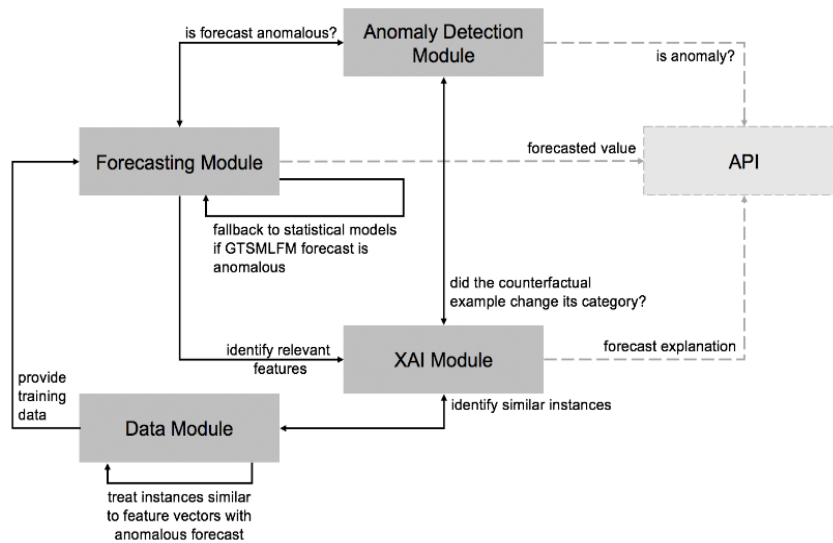 is forecast anomalous?
Anomaly Detection
Module
is anomaly?
Forecasting Module
forecasted value
API
fallback to statistical models
if GTSMLFM forecast is
anomalous
did the counterfactual
example change its category?
identify relevant
features
XAI Module
forecast explanation
provide
training
data
identify similar instances
Data Module
treat instances similar
to feature vectors with
anomalous forecast